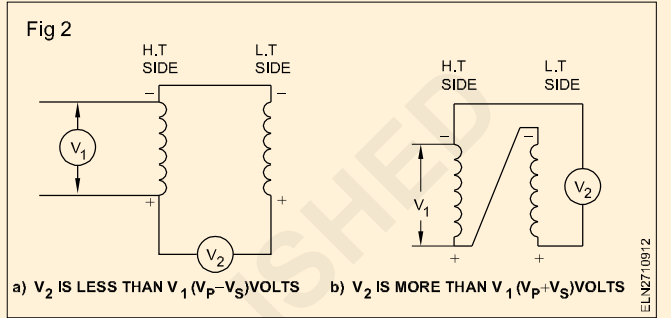 Fig 2
H.T
SIDE
L.T
SIDE
− −
V1
+ +
V2
a) V2 IS LESS THAN V1 (VP−VS)VOLTS
H.T
SIDE
L.T
SIDE
− −
V1
V2
+ +
b) V2 IS MORE THAN V1 (VP+VS)VOLTS
ELN2710912
ISHED